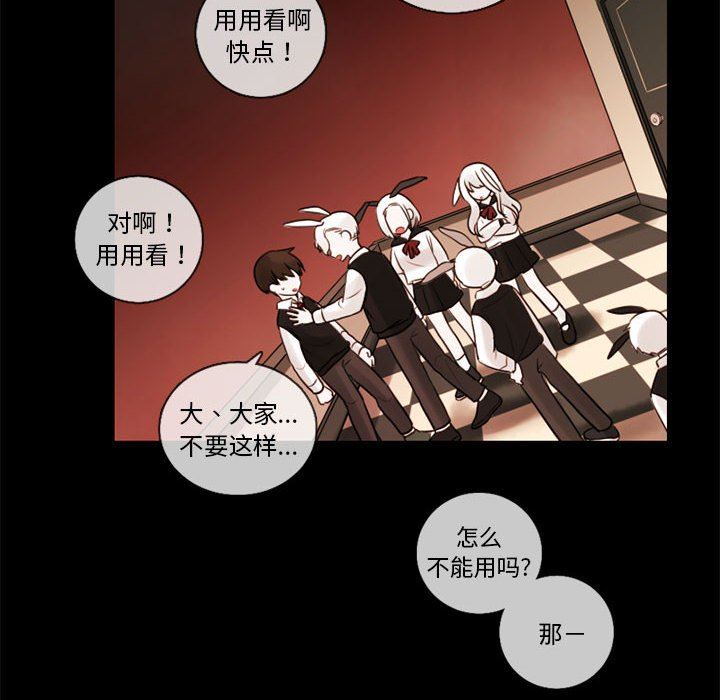 用用看啊
快点！
对啊！
用用看！
大、大家...
不要这样...
怎么
不能用吗?
那一